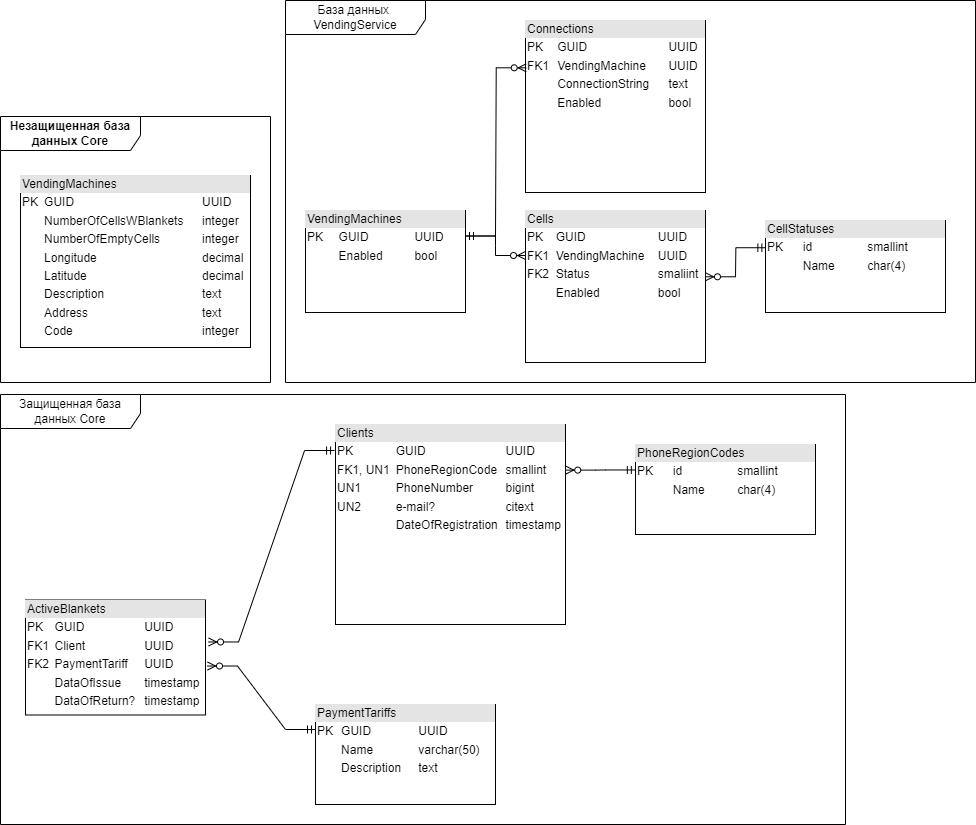 База данных
VendingService
Connections
PK GUID UUID
FK1 VendingMachine UUID
ConnectionString text
Enabled bool
Незащищенная база
данных Core
VendingMachines
PK GUID UUID
NumberOfCellsWBlankets integer
NumberOfEmptyCells integer
Longitude decimal
Latitude decimal
Description text
Address text
Code integer
VendingMachines
PK GUID UUID
Enabled bool
Cells
PK GUID UUID
FK1 VendingMachine UUID
FK2 Status smaliint
Enabled bool
CellStatuses
PK id smallint
Name char(4)
Защищенная база
данных Core
Clients
PK GUID UUID
FK1, UN1 PhoneRegionCode smallint
UN1 PhoneNumber bigint
UN2 e-mail? citext
DateOfRegistration timestamp
PhoneRegionCodes
PK id smallint
Name char(4)
ActiveBlankets
PK GUID UUID
FK1 Client UUID
FK2 PaymentTariff UUID
DataOfIssue timestamp
DataOfReturn? timestamp
PaymentTariffs
PK GUID UUID
Name varchar(50)
Description text